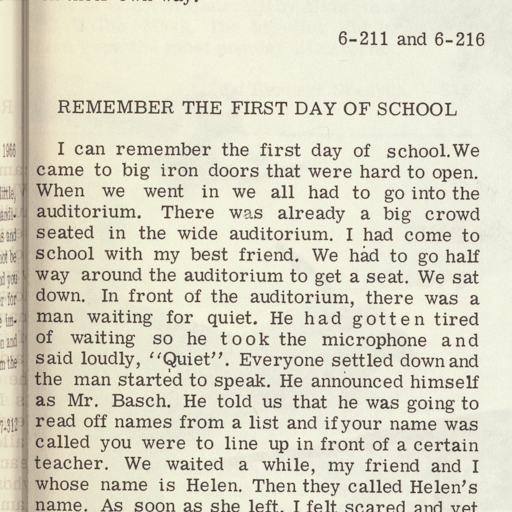 their own way.
6-211 and 6-216
REMEMBER THE FIRST DAY OF SCHOOL
I can remember the first day of school. We
came to big iron doors that were hard to open.
When we went in we all had to go into the
auditorium. There was already a big crowd
seated in the wide auditorium. I had come to
school with my best friend. We had to go half
way around the auditorium to get a seat. We sat
down. In front of the auditorium, there was a
man waiting for quiet. He had gotten tired
of waiting so he took the microphone and
said loudly, "Quiet". Everyone settled down and
the man started to speak. He announced himself
as Mr. Basch. He told us that he was going to
read off names from a list and if your name was
called you were to line up in front of a certain
teacher. We waited a while, my friend and I
whose name is Helen. Then they called Helen's
name. As soon as she left, I felt scared and yet
1966